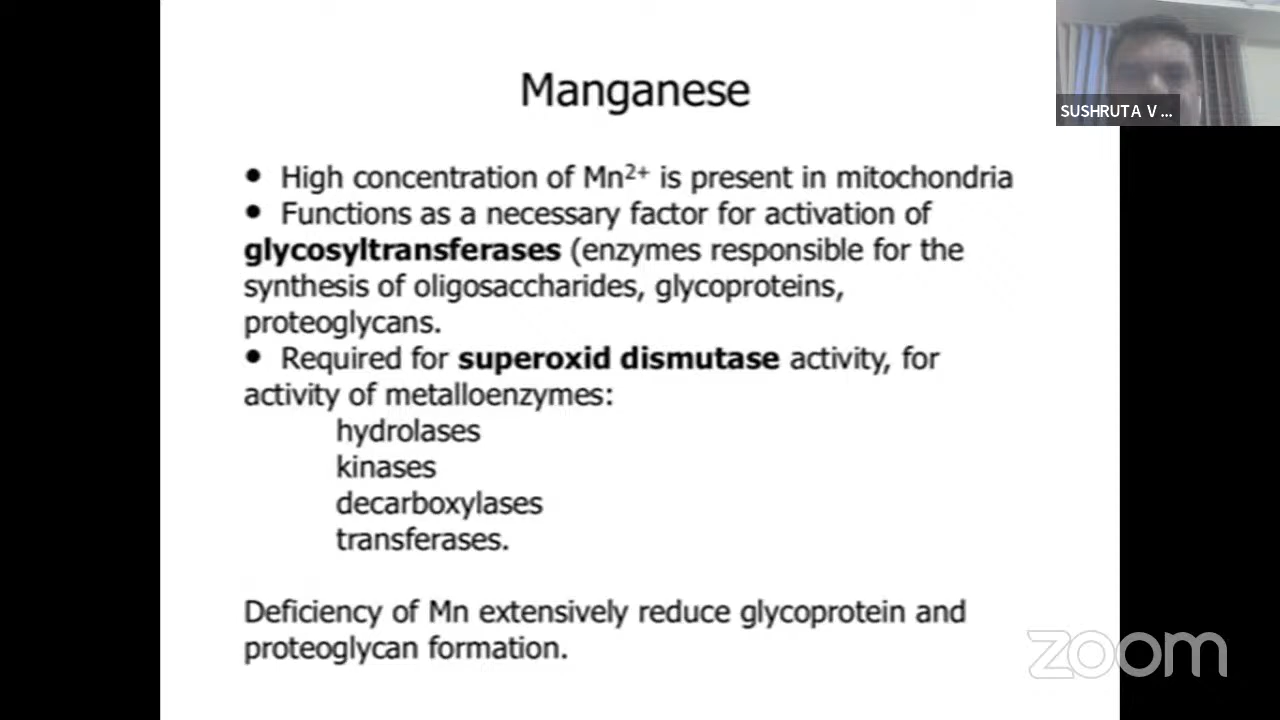 Manganese
SUSHRUTA V ...
• High concentration of Mn²⁺ is present in mitochondria
• Functions as a necessary factor for activation of
glycosyltransferases (enzymes responsible for the
synthesis of oligosaccharides, glycoproteins,
proteoglycans.
• Required for superoxid dismutase activity, for
activity of metalloenzymes:
hydrolases
kinases
decarboxylases
transferases.
Deficiency of Mn extensively reduce glycoprotein and
proteoglycan formation.
zoom